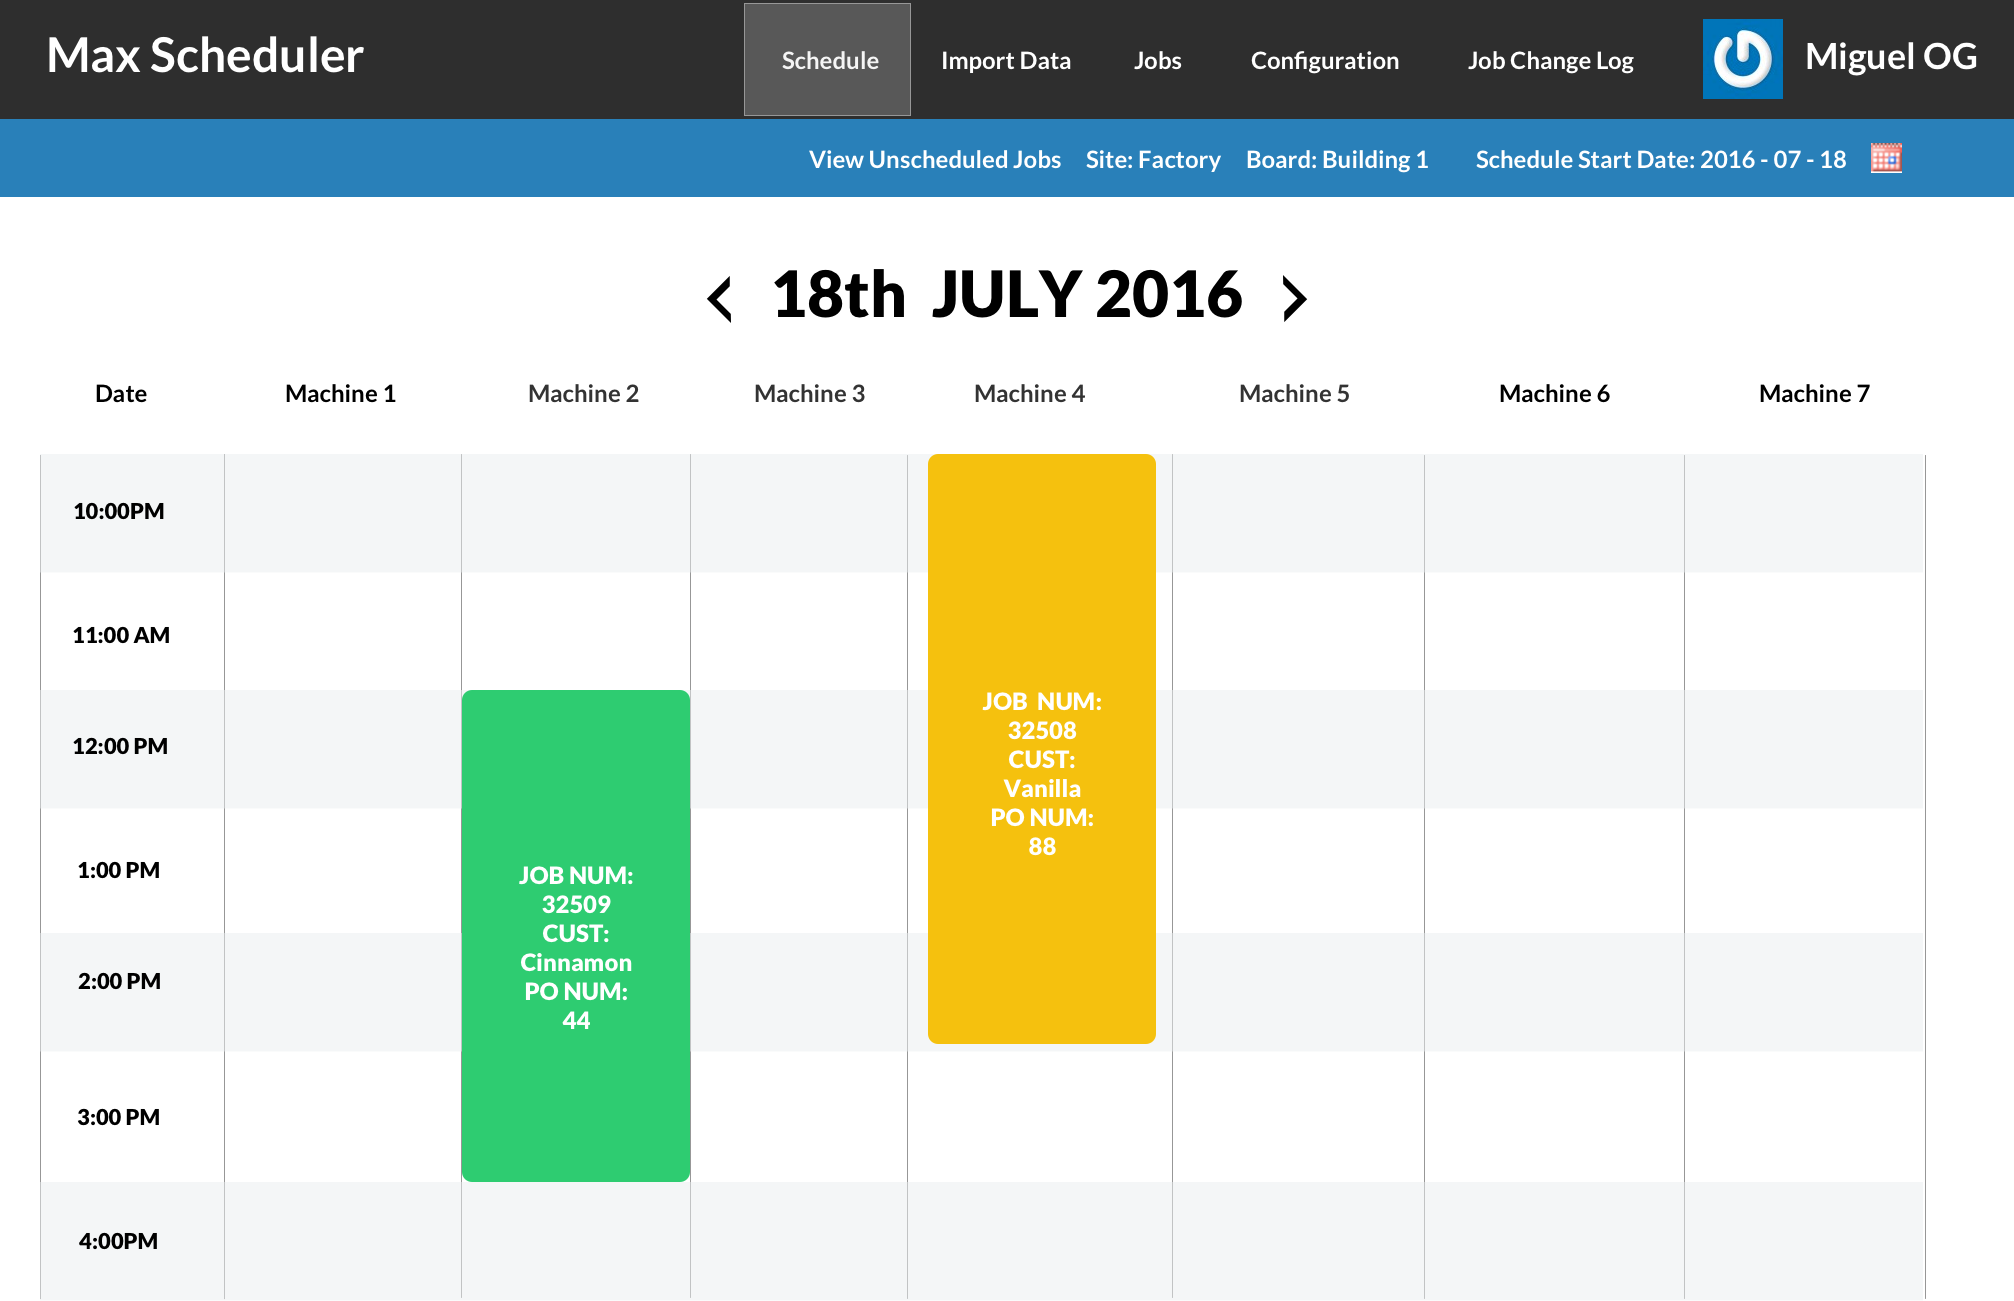 Max Scheduler
Schedule
Import Data
Jobs
Configuration
Job Change Log
Miguel OG
View Unscheduled Jobs
Site: Factory
Board: Building 1
Schedule Start Date: 2016 - 07 - 18
< 18th JULY 2016 >
Date
Machine 1
Machine 2
Machine 3
Machine 4
Machine 5
Machine 6
Machine 7
10:00PM
11:00 AM
12:00 PM
1:00 PM
2:00 PM
3:00 PM
4:00PM
JOB NUM:
32509
CUST:
Cinnamon
PO NUM:
44
JOB NUM:
32508
CUST:
Vanilla
PO NUM:
88